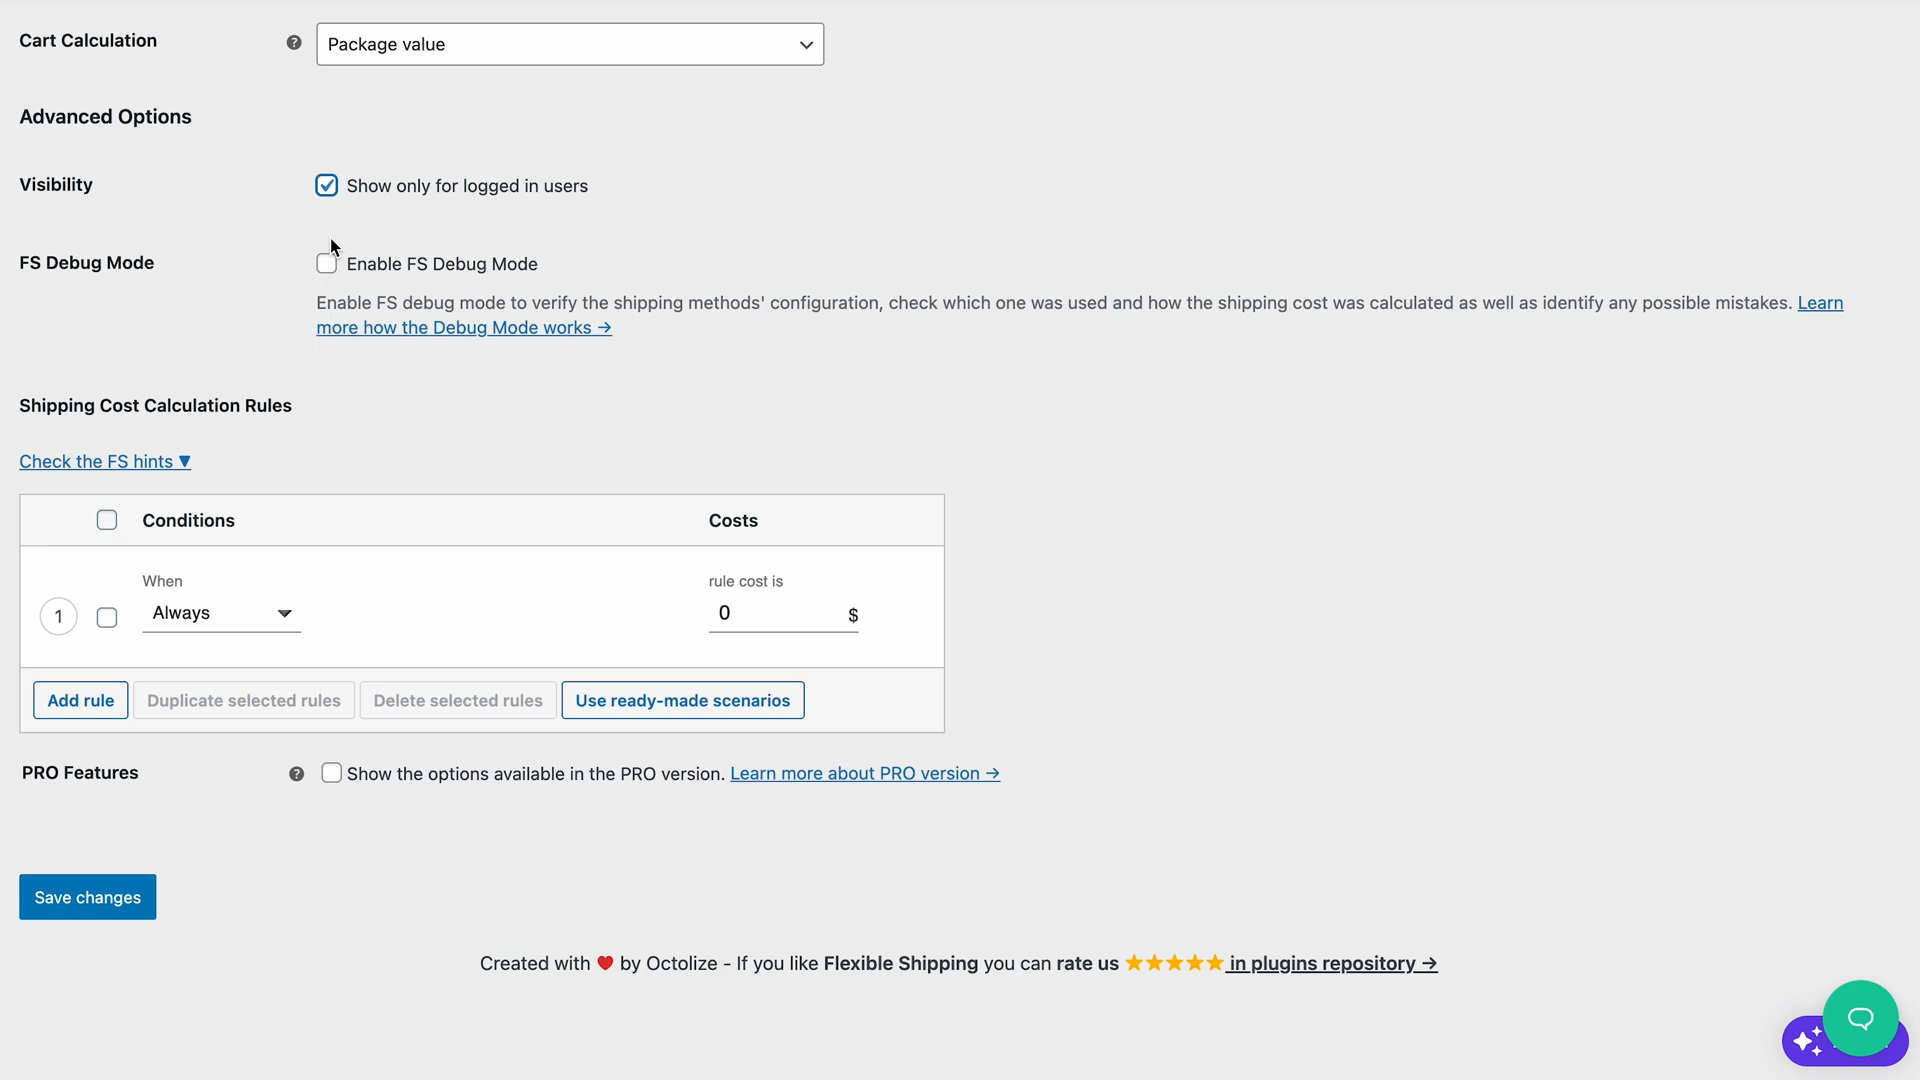 Cart Calculation
Package value
Advanced Options
Visibility
Show only for logged in users
FS Debug Mode
Enable FS Debug Mode
Enable FS debug mode to verify the shipping methods' configuration, check which one was used and how the shipping cost was calculated as well as identify any possible mistakes. Learn
more how the Debug Mode works →
Shipping Cost Calculation Rules
Check the FS hints ▼
Conditions
Costs
When
rule cost is
1
Always
0
$
Add rule
Duplicate selected rules
Delete selected rules
Use ready-made scenarios
PRO Features
Show the options available in the PRO version. Learn more about PRO version →
Save changes
Created with ♥ by Octolize - If you like Flexible Shipping you can rate us ★★★★★ in plugins repository →